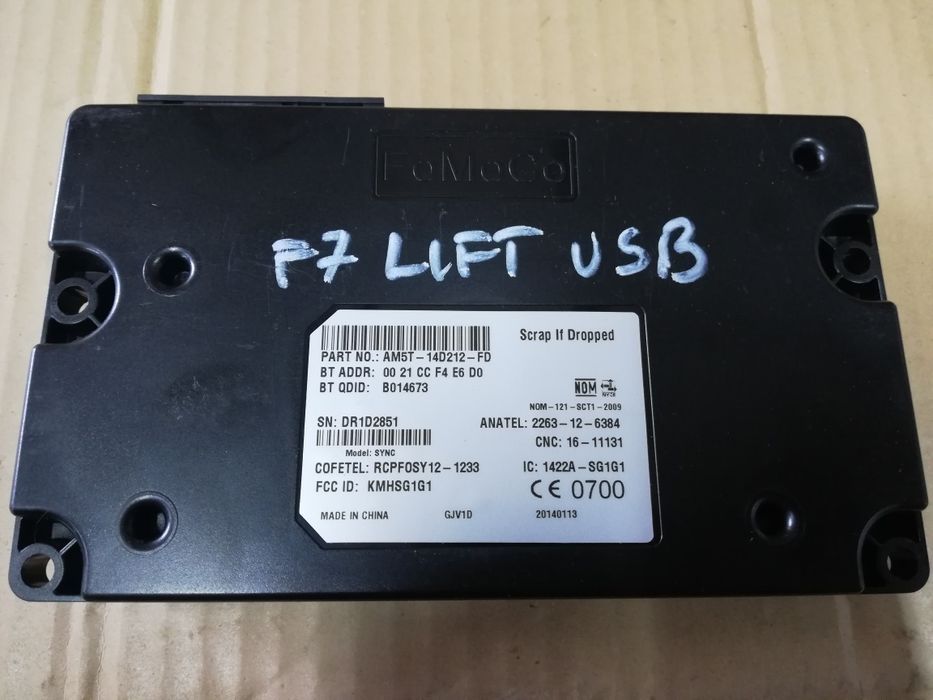 FoMoCo
F7 LIFT USB
Scrap If Dropped
PART NO.: AM5T-14D212-FD
BT ADDR: 00 21 CC F4 E6 D0
BT QDID: B014673
NOM
NYCE
NOM-121-SCT1-2009
SN: DR1D2851
ANATEL: 2263-12-6384
CNC: 16-11131
Model: SYNC
COFETEL: RCPFOSY12-1233
IC: 1422A-SG1G1
FCC ID: KMHSG1G1
CE 0700
MADE IN CHINA GJV1D 20140113